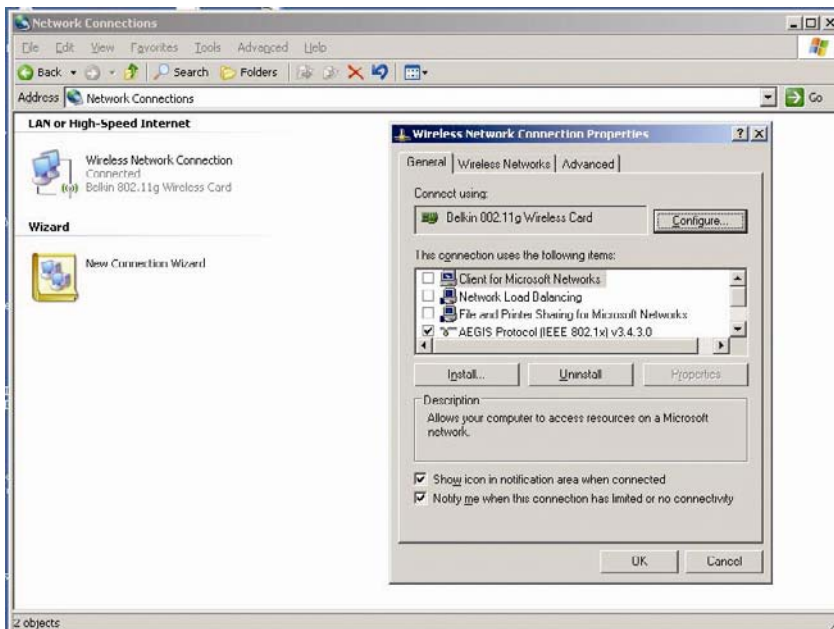 Network Connections
File Edit View Favorites Tools Advanced Help
Back Search Folders
Address Network Connections Go
LAN or High-Speed Internet
Wireless Network Connection
Connected
Belkin 802.11g Wireless Card
Wizard
New Connection Wizard
Wireless Network Connection Properties
General Wireless Networks Advanced
Connect using:
Belkin 802.11g Wireless Card Configure...
This connection uses the following items:
Client for Microsoft Networks
Network Load Balancing
File and Printer Sharing for Microsoft Networks
AEGIS Protocol (IEEE 802.1x) v3.4.3.0
Install... Uninstall Properties
Description
Allows your computer to access resources on a Microsoft
network.
Show icon in notification area when connected
Notify me when this connection has limited or no connectivity
OK Cancel
2 objects